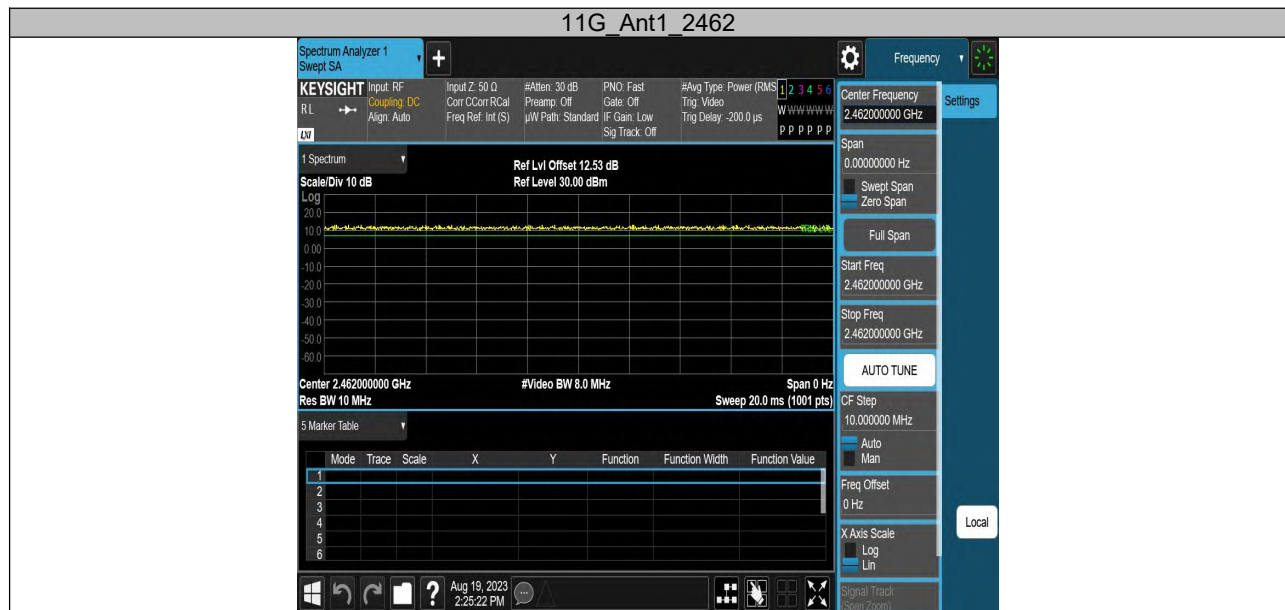 11G_Ant1_2462
Spectrum Analyzer 1
Swept SA
+
Frequency
KEYSIGHT
R L
LXI
Input: RF
Coupling: DC
Align: Auto
Input Z: 50 Ω
Corr CCorr RCal
Freq Ref: Int (S)
#Atten: 30 dB
Preamp: Off
µW Path: Standard
PNO: Fast
Gate: Off
IF Gain: Low
Sig Track: Off
#Avg Type: Power (RMS
Trig: Video
Trig Delay: -200.0 µs
1 2 3 4 5 6
W W W W W W
P P P P P P
1 Spectrum
Scale/Div 10 dB
Ref Lvl Offset 12.53 dB
Ref Level 30.00 dBm
Log
20.0
10.0
0.00
-10.0
-20.0
-30.0
-40.0
-50.0
-60.0
Center 2.462000000 GHz
#Video BW 8.0 MHz
Span 0 Hz
Res BW 10 MHz
Sweep 20.0 ms (1001 pts)
5 Marker Table
Mode Trace Scale X Y Function Function Width Function Value
1
2
3
4
5
6
?
Aug 19, 2023
2:25:22 PM
Center Frequency
2.462000000 GHz
Settings
Span
0.00000000 Hz
Swept Span
Zero Span
Full Span
Start Freq
2.462000000 GHz
Stop Freq
2.462000000 GHz
AUTO TUNE
CF Step
10.000000 MHz
Auto
Man
Freq Offset
0 Hz
Local
X Axis Scale
Log
Lin
Signal Track
(Span Zoom)